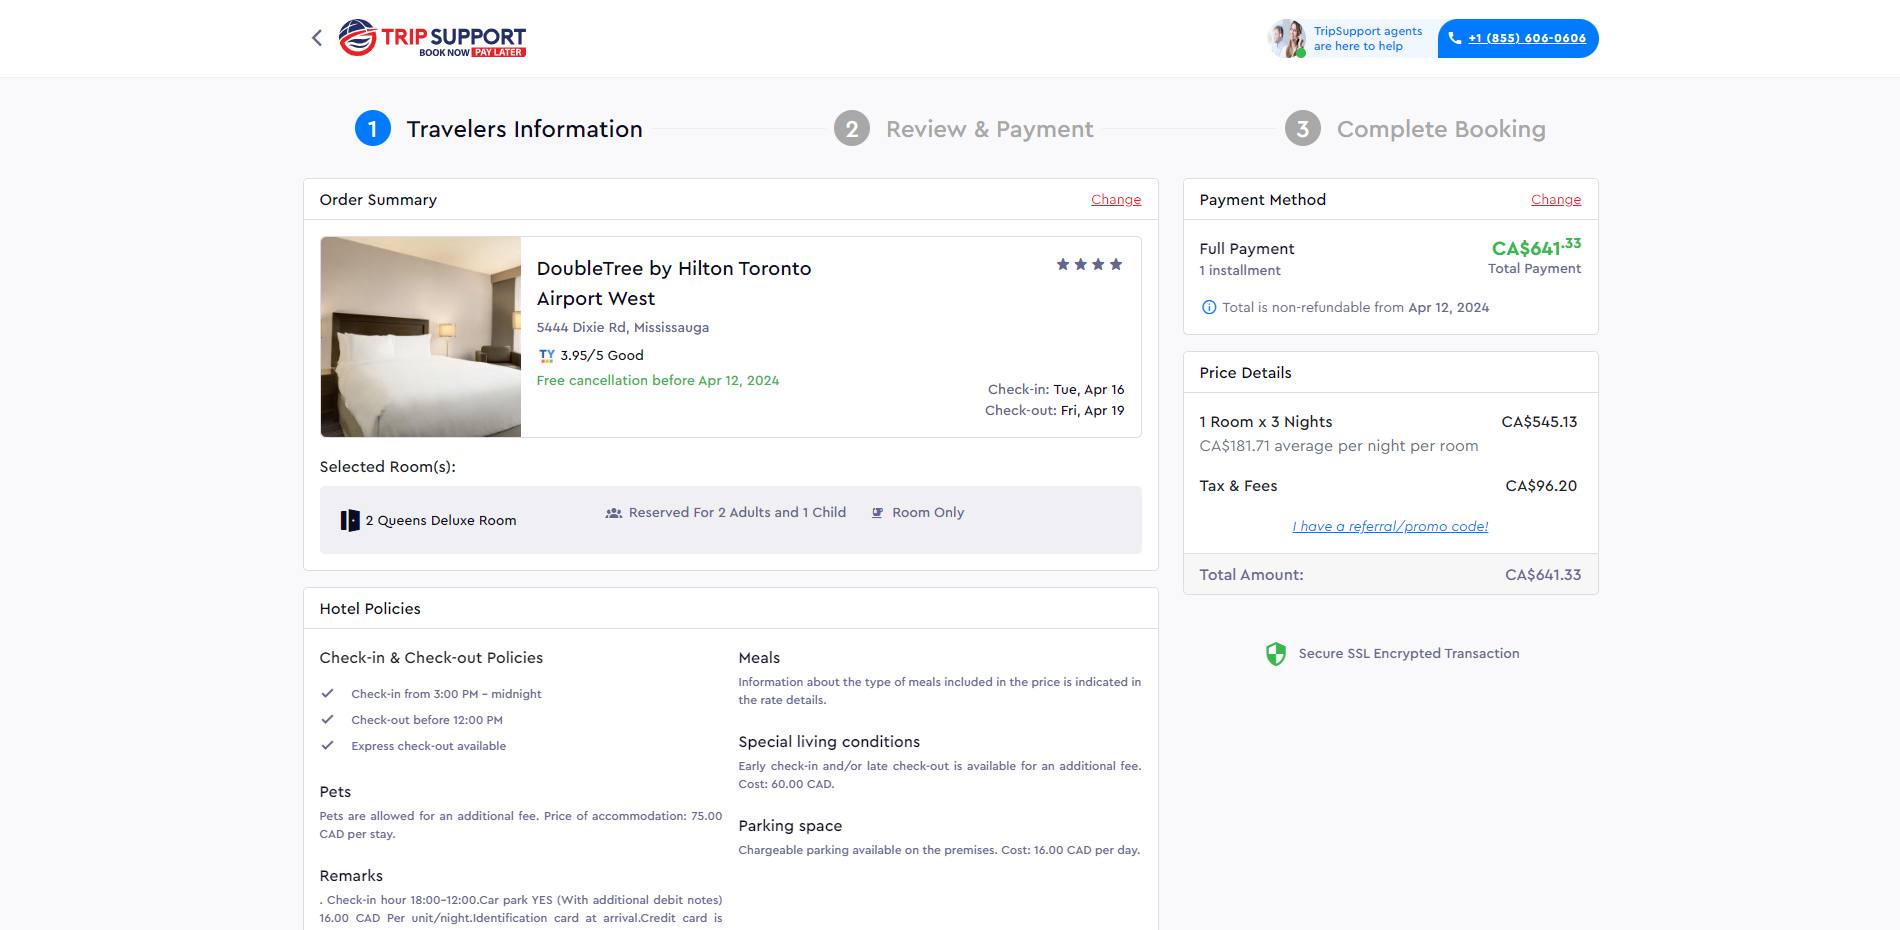 TRIP SUPPORT
BOOK NOW PAY LATER
TripSupport agents
are here to help
+1 (855) 606-0606
1 Travelers Information
2 Review & Payment
3 Complete Booking
Order Summary
Change
DoubleTree by Hilton Toronto
Airport West
5444 Dixie Rd, Mississauga
TY 3.95/5 Good
Free cancellation before Apr 12, 2024
Check-in: Tue, Apr 16
Check-out: Fri, Apr 19
Selected Room(s):
2 Queens Deluxe Room
Reserved For 2 Adults and 1 Child
Room Only
Hotel Policies
Check-in & Check-out Policies
Check-in from 3:00 PM - midnight
Check-out before 12:00 PM
Express check-out available
Pets
Pets are allowed for an additional fee. Price of accommodation: 75.00
CAD per stay.
Remarks
. Check-in hour 18:00-12:00.Car park YES (With additional debit notes)
16.00 CAD Per unit/night.Identification card at arrival.Credit card is
Meals
Information about the type of meals included in the price is indicated in
the rate details.
Special living conditions
Early check-in and/or late check-out is available for an additional fee.
Cost: 60.00 CAD.
Parking space
Chargeable parking available on the premises. Cost: 16.00 CAD per day.
Payment Method
Change
Full Payment
CA$641.33
1 installment
Total Payment
Total is non-refundable from Apr 12, 2024
Price Details
1 Room x 3 Nights
CA$545.13
CA$181.71 average per night per room
Tax & Fees
CA$96.20
I have a referral/promo code!
Total Amount:
CA$641.33
Secure SSL Encrypted Transaction